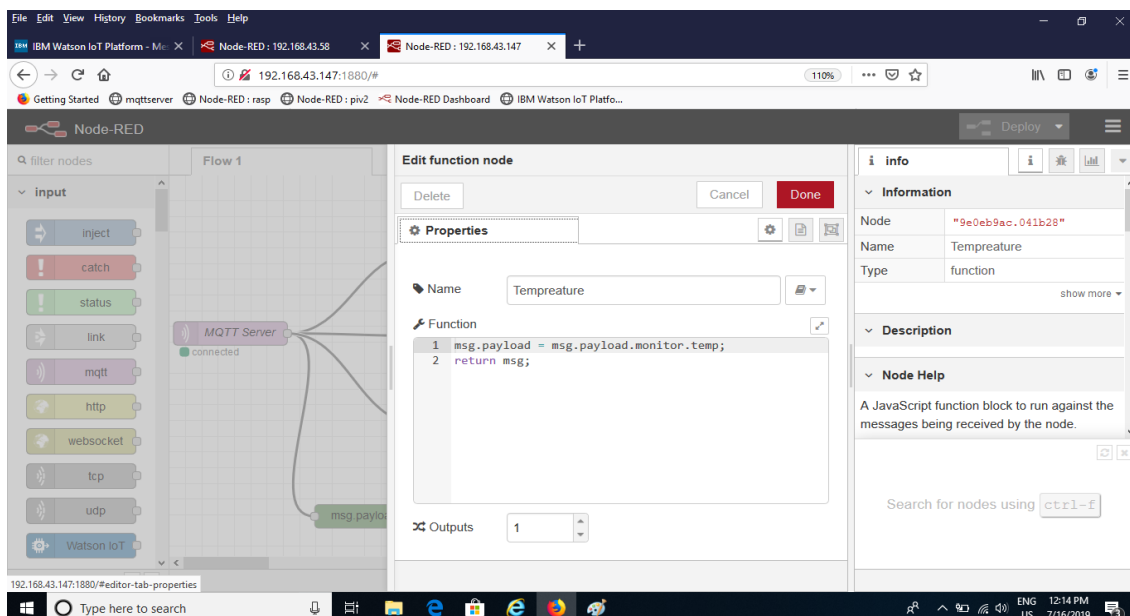 File Edit View History Bookmarks Tools Help
IBM IBM Watson IoT Platform - Me
Node-RED : 192.168.43.58
Node-RED : 192.168.43.147
192.168.43.147:1880/#
110%
Getting Started mqttserver Node-RED : rasp Node-RED : piv2 Node-RED Dashboard IBM Watson IoT Platfo...
Node-RED
Deploy
filter nodes
Flow 1
input
inject
catch
status
link
mqtt
http
websocket
tcp
udp
Watson IoT
MQTT Server
connected
msg.payloa
Edit function node
Delete
Cancel
Done
Properties
Name
Tempreature
Function
1 msg.payload = msg.payload.monitor.temp;
2 return msg;
Outputs
1
i info
i
Information
Node "9e0eb9ac.041b28"
Name Tempreature
Type function
show more
Description
Node Help
A JavaScript function block to run against the
messages being received by the node.
Search for nodes using ctrl-f
192.168.43.147:1880/#editor-tab-properties
Type here to search
ENG
US
12:14 PM
7/16/2019
3